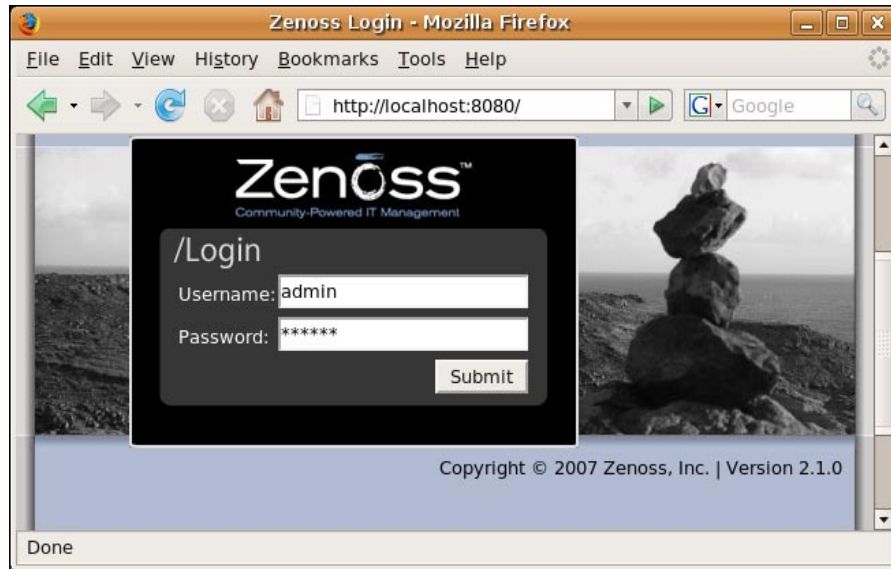 Zenoss Login - Mozilla Firefox
File Edit View History Bookmarks Tools Help
http://localhost:8080/ G Google
Zenoss™
Community-Powered IT Management
/Login
Username: admin
Password: ******
Submit
Copyright © 2007 Zenoss, Inc. | Version 2.1.0
Done